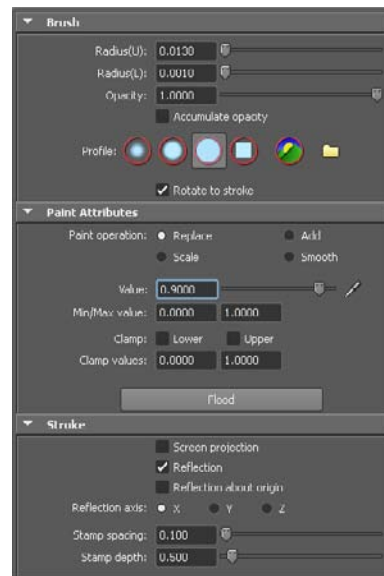 Brush
Radius(U): 0.0100
Radius(L): 0.0010
Opacity: 1.0000
Accumulate opacity
Profile:
Rotate to stroke
Paint Attributes
Paint operation: Replace Add
Scale Smooth
Value: 0.9000
Min/Max value: 0.0000 1.0000
Clamp: Lower Upper
Clamp values: 0.0000 1.0000
Flood
Stroke
Screen projection
Reflection
Reflection about origin
Reflection axis: X Y Z
Stamp spacing: 0.100
Stamp depth: 0.500